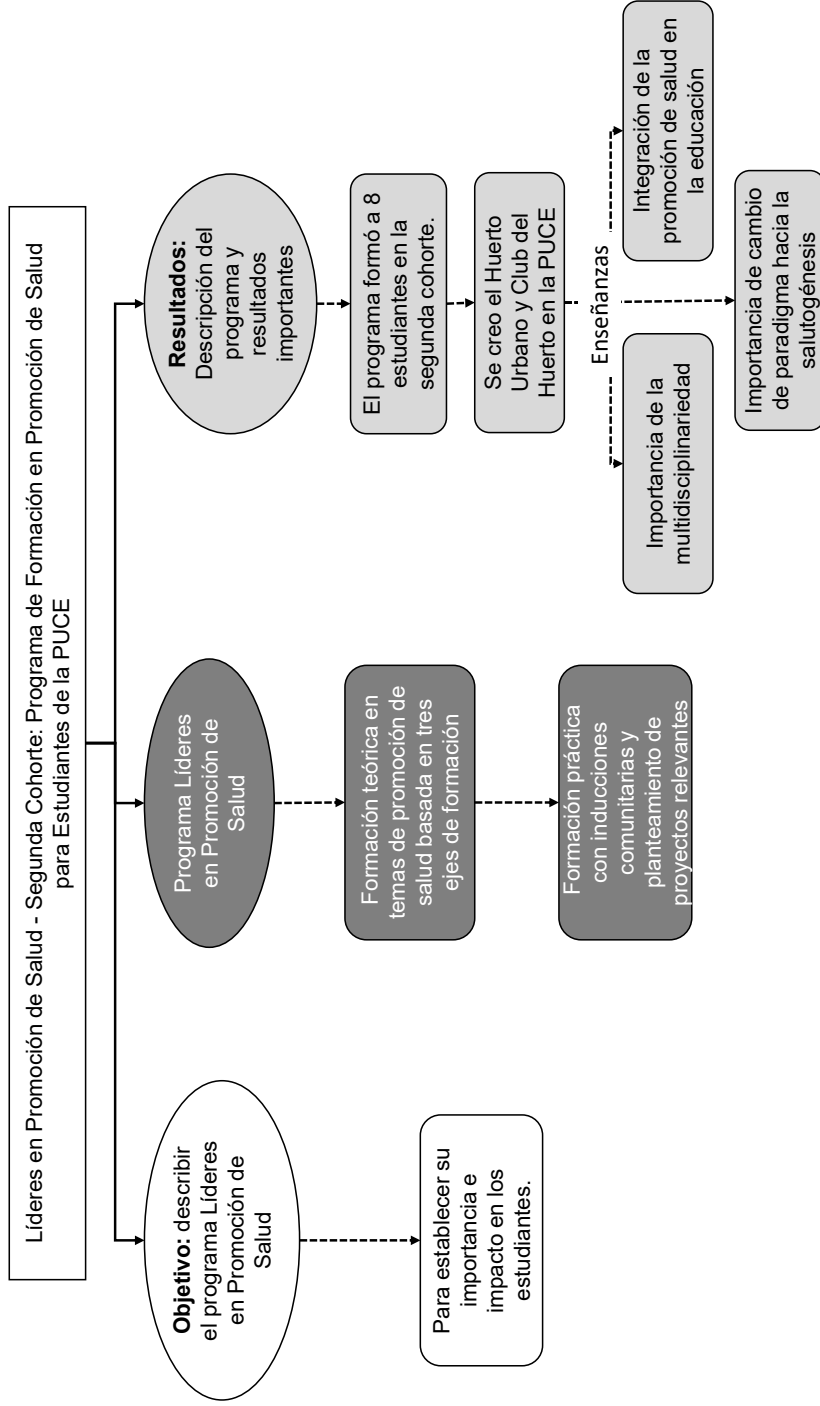 Líderes en Promoción de Salud - Segunda Cohorte: Programa de Formación en Promoción de Salud
para Estudiantes de la PUCE
Objetivo: describir
el programa Líderes
en Promoción de
Salud
Para establecer su
importancia e
impacto en los
estudiantes.
Programa Líderes
en Promoción de
Salud
Formación teórica en
temas de promoción de
salud basada en tres
ejes de formación
Formación práctica
con inducciones
comunitarias y
planteamiento de
proyectos relevantes
Resultados:
Descripción del
programa y
resultados
importantes
El programa formó a 8
estudiantes en la
segunda cohorte.
Se creo el Huerto
Urbano y Club del
Huerto en la PUCE
Enseñanzas
Importancia de la
multidisciplinariedad
Integración de la
promoción de salud en
la educación
Importancia de cambio
de paradigma hacia la
salutogénesis